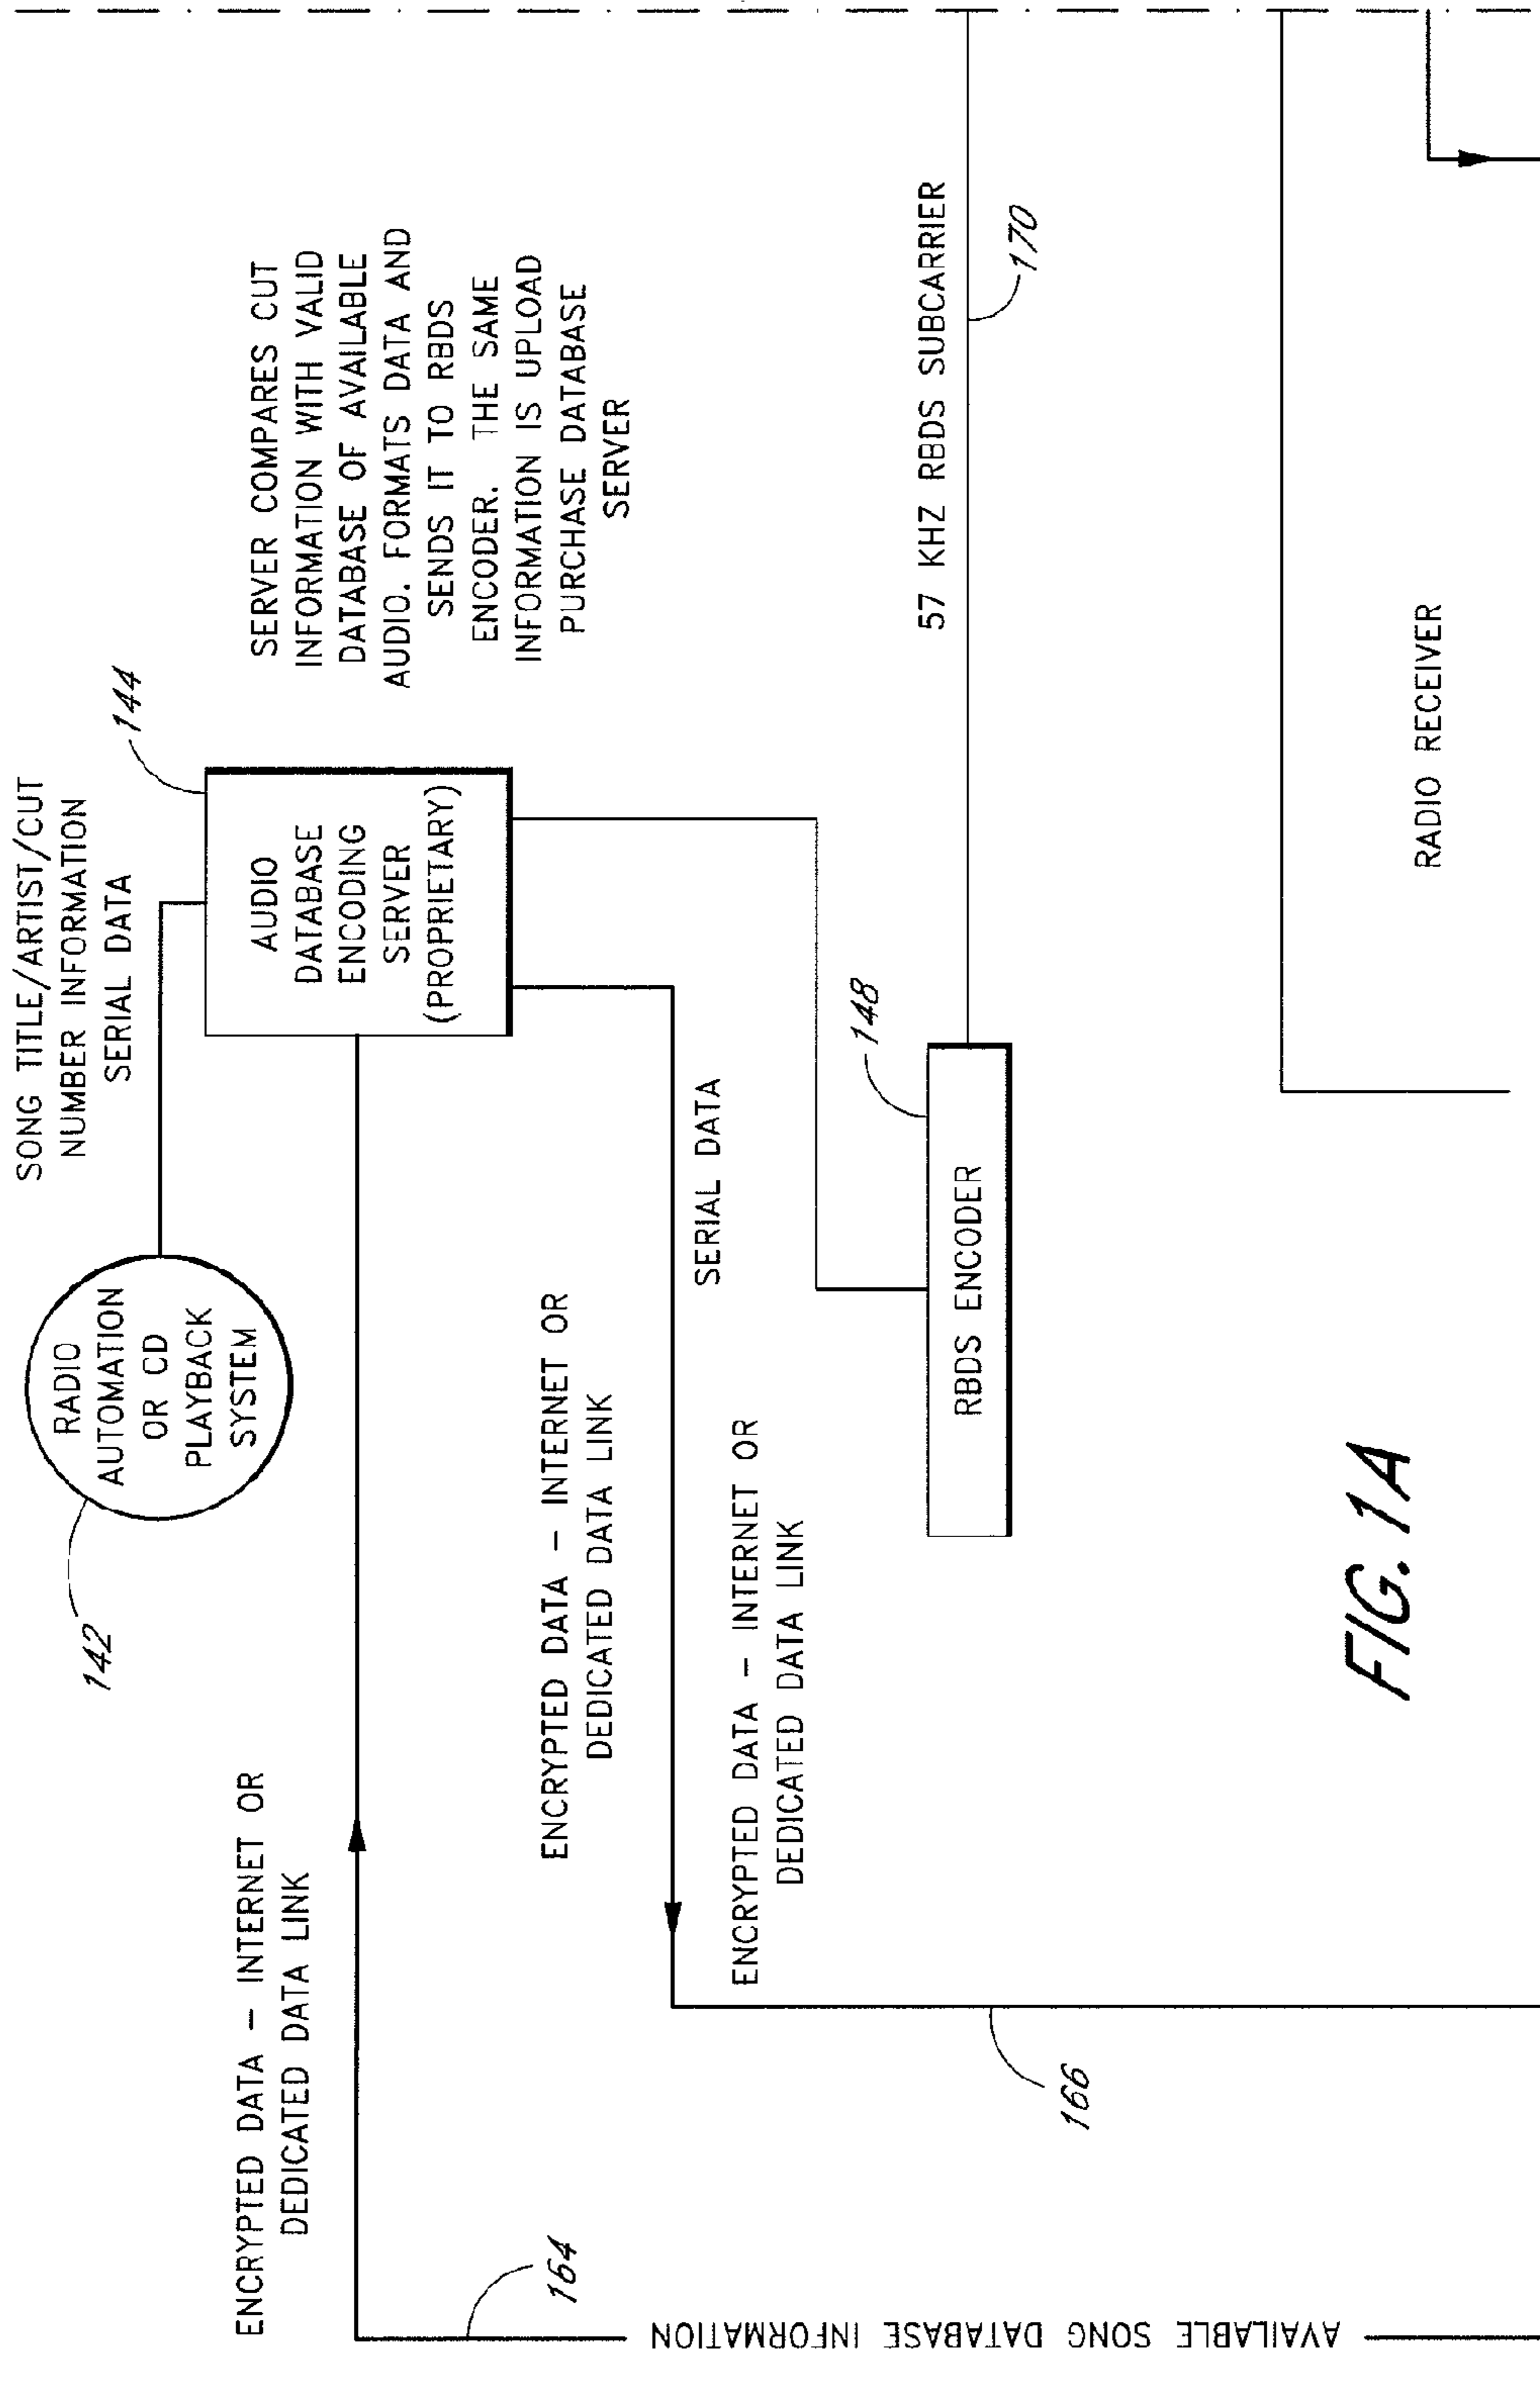 SONG TITLE/ARTIST/CUT
NUMBER INFORMATION
SERIAL DATA
RADIO
AUTOMATION
OR CD
PLAYBACK
SYSTEM
142
144
AUDIO
DATABASE
ENCODING
SERVER
(PROPRIETARY)
SERVER COMPARES CUT
INFORMATION WITH VALID
DATABASE OF AVAILABLE
AUDIO. FORMATS DATA AND
SENDS IT TO RBDS
ENCODER. THE SAME
INFORMATION IS UPLOAD
PURCHASE DATABASE
SERVER
ENCRYPTED DATA – INTERNET OR
DEDICATED DATA LINK
164
AVAILABLE SONG DATABASE INFORMATION
ENCRYPTED DATA – INTERNET OR
DEDICATED DATA LINK
SERIAL DATA
ENCRYPTED DATA – INTERNET OR
DEDICATED DATA LINK
166
148
RBDS ENCODER
57 KHZ RBDS SUBCARRIER
170
RADIO RECEIVER
FIG. 1A